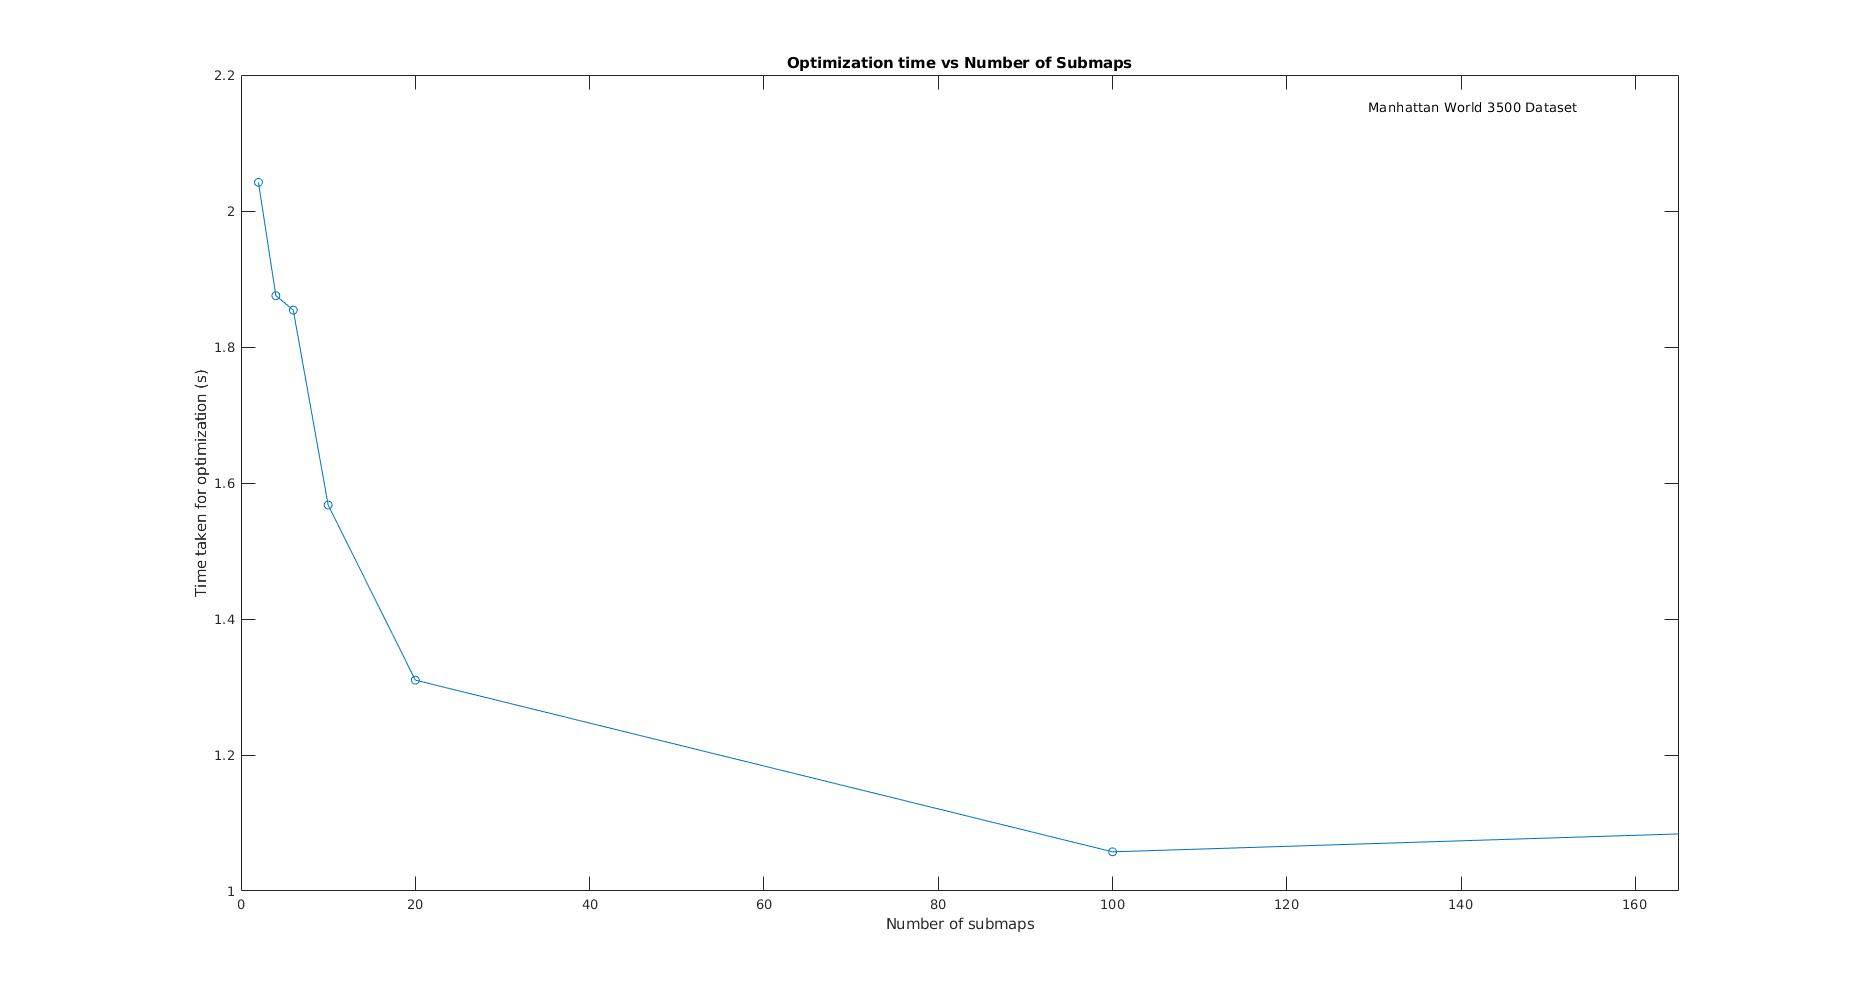 Optimization time vs Number of Submaps
Manhattan World 3500 Dataset
2.2
2
1.8
1.6
1.4
1.2
1
Time taken for optimization (s)
0 20 40 60 80 100 120 140 160
Number of submaps